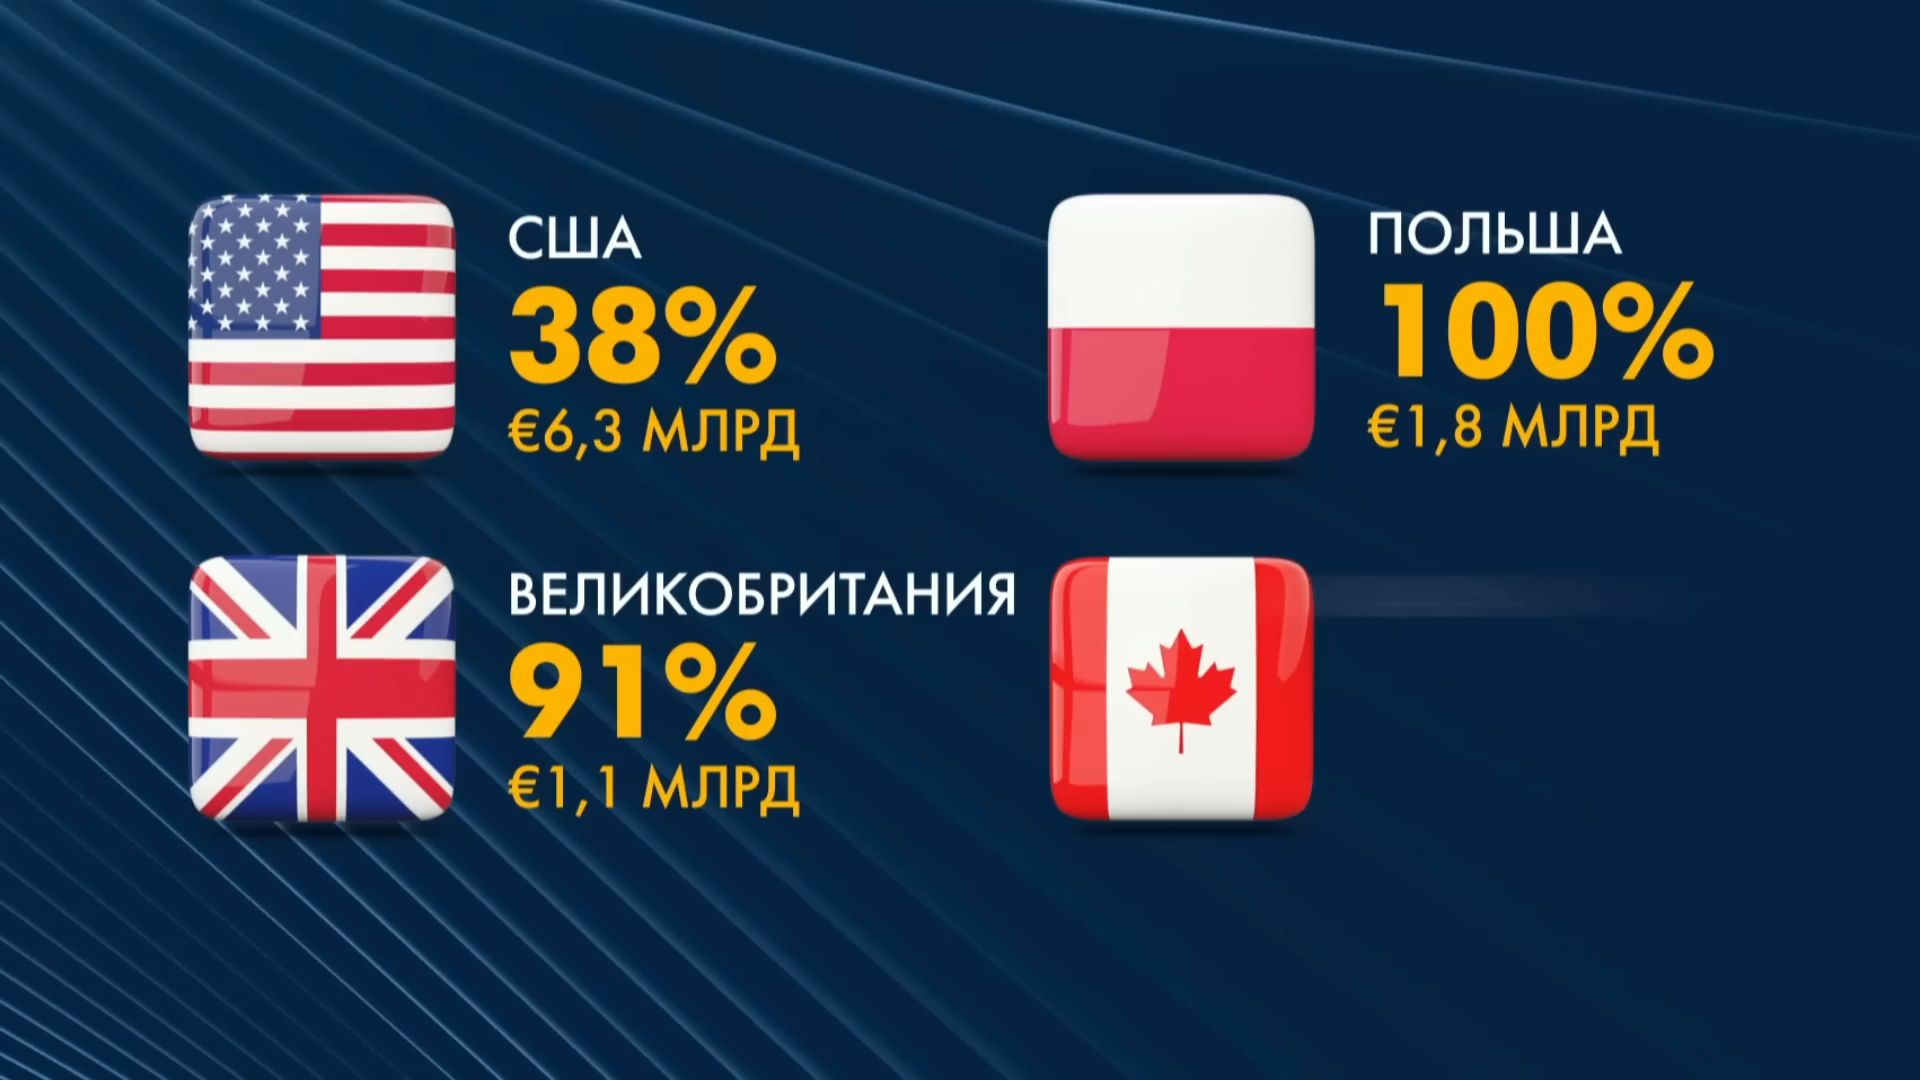 США
38%
€6,3 МЛРД
ПОЛЬША
100%
€1,8 МЛРД
ВЕЛИКОБРИТАНИЯ
91%
€1,1 МЛРД